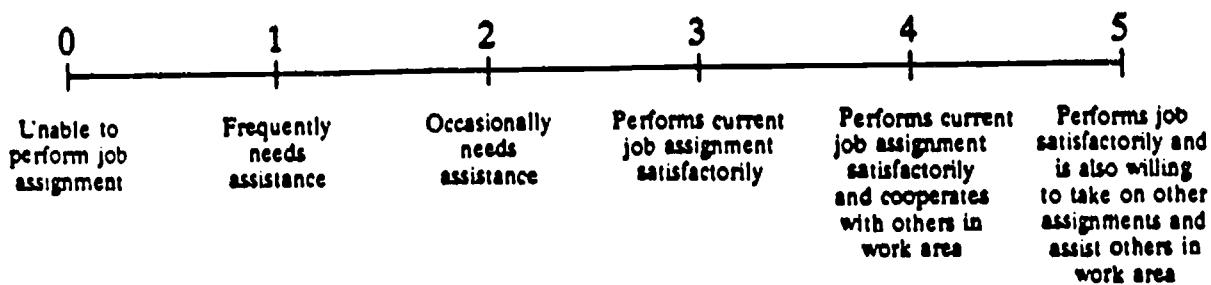 0 1 2 3 4 5
Unable to
perform job
assignment
Frequently
needs
assistance
Occasionally
needs
assistance
Performs current
job assignment
satisfactorily
Performs current
job assignment
satisfactorily
and cooperates
with others in
work area
Performs job
satisfactorily and
is also willing
to take on other
assignments and
assist others in
work area